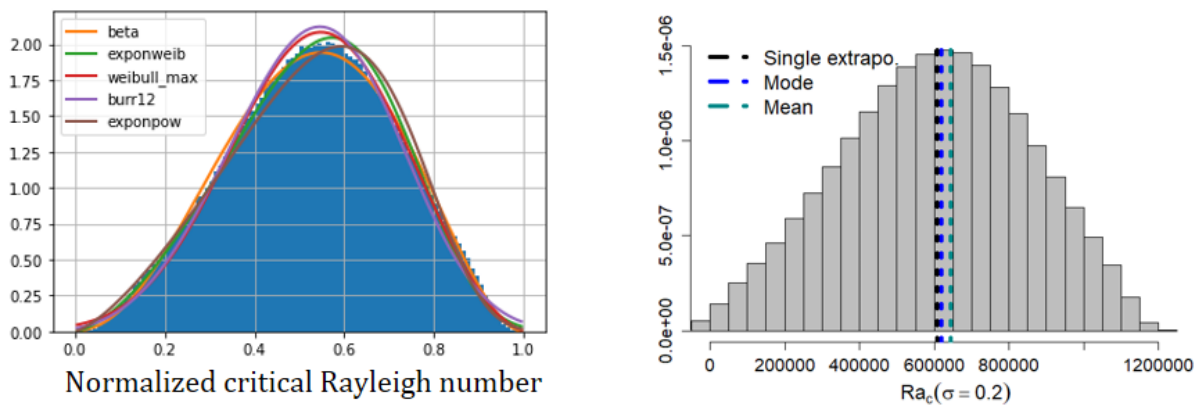 beta
exponweib
weibull_max
burr12
exponpow
2.00
1.75
1.50
1.25
1.00
0.75
0.50
0.25
0.00
0.0 0.2 0.4 0.6 0.8 1.0
Normalized critical Rayleigh number
Single extrapo.
Mode
Mean
1.5e-06
1.0e-06
5.0e-07
0.0e+00
0 200000 400000 600000 800000 1200000
Ra_c(σ = 0.2)